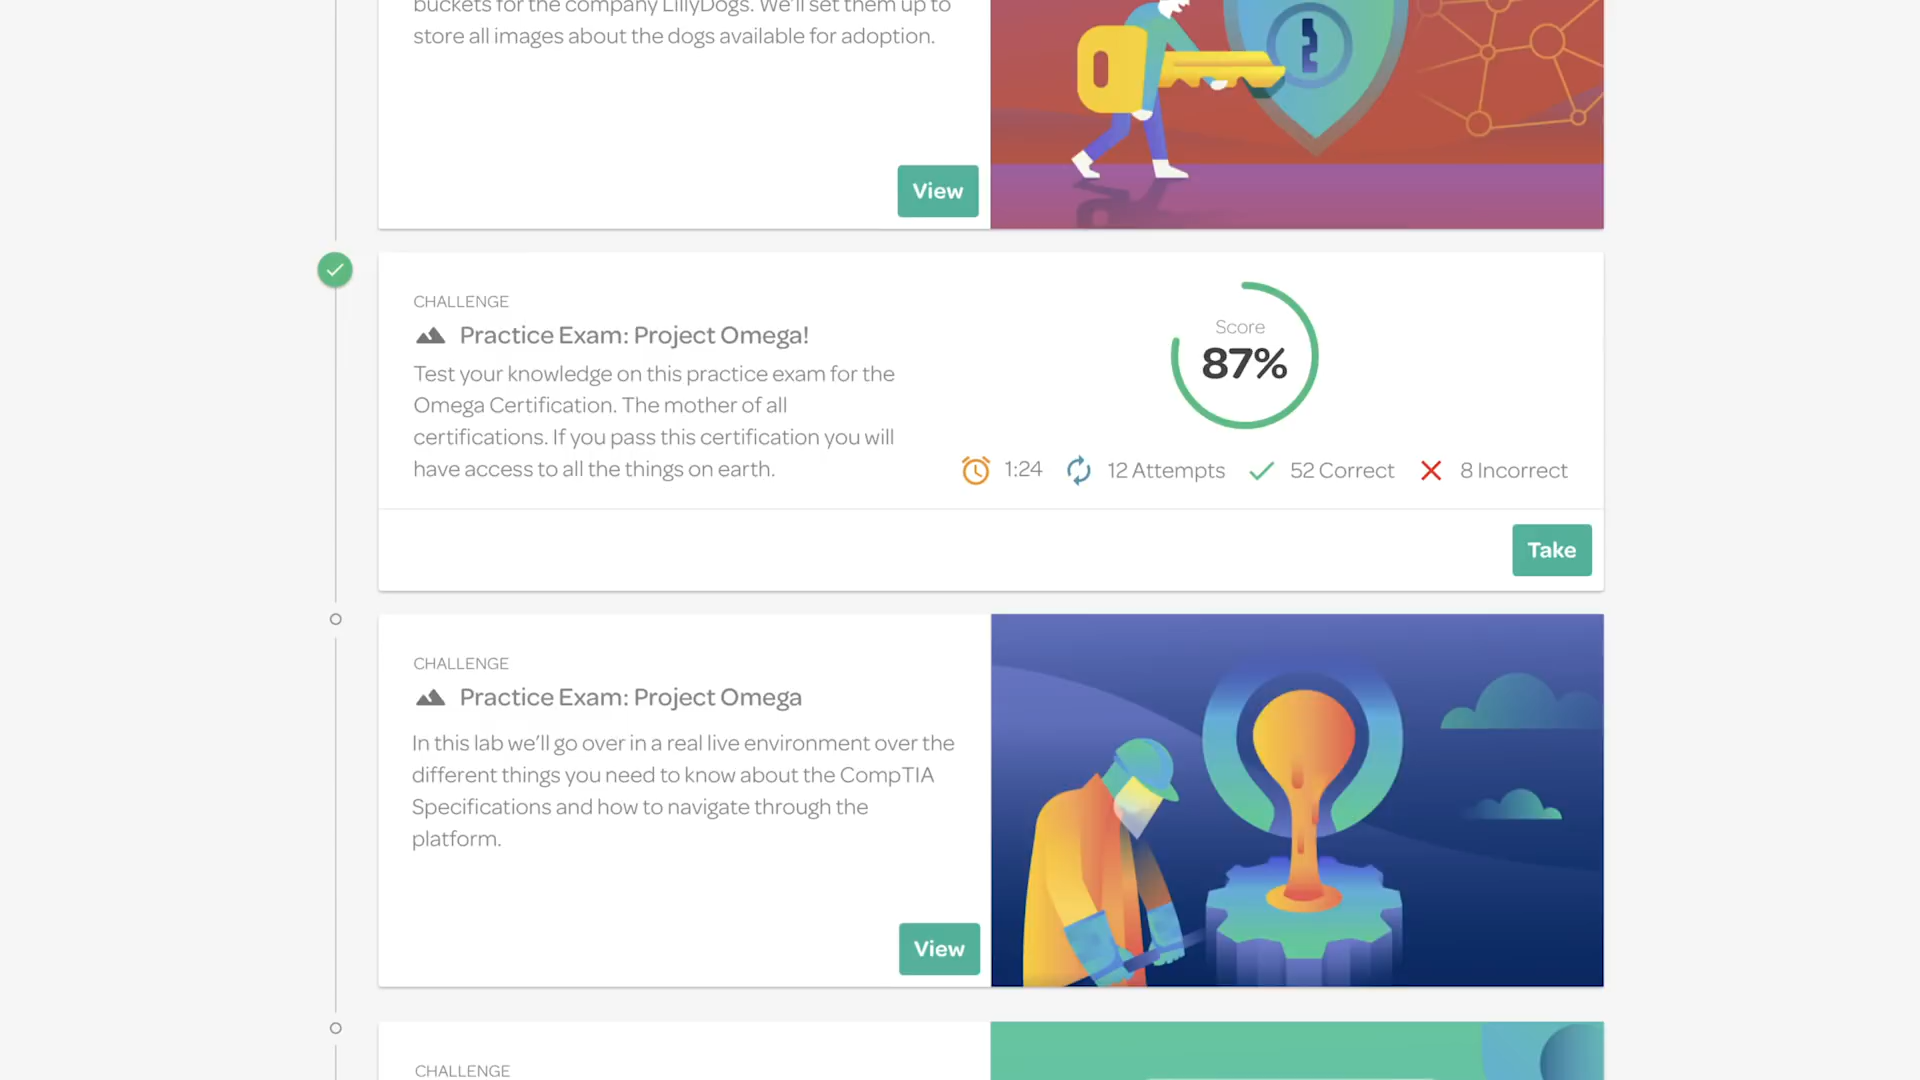 buckets for the company LillyDogs. We'll set them up to
store all images about the dogs available for adoption.
View
CHALLENGE
Practice Exam: Project Omega!
Test your knowledge on this practice exam for the
Omega Certification. The mother of all
certifications. If you pass this certification you will
have access to all the things on earth.
Score
87%
1:24
12 Attempts
52 Correct
8 Incorrect
Take
CHALLENGE
Practice Exam: Project Omega
In this lab we'll go over in a real live environment over the
different things you need to know about the CompTIA
Specifications and how to navigate through the
platform.
View
CHALLENGE